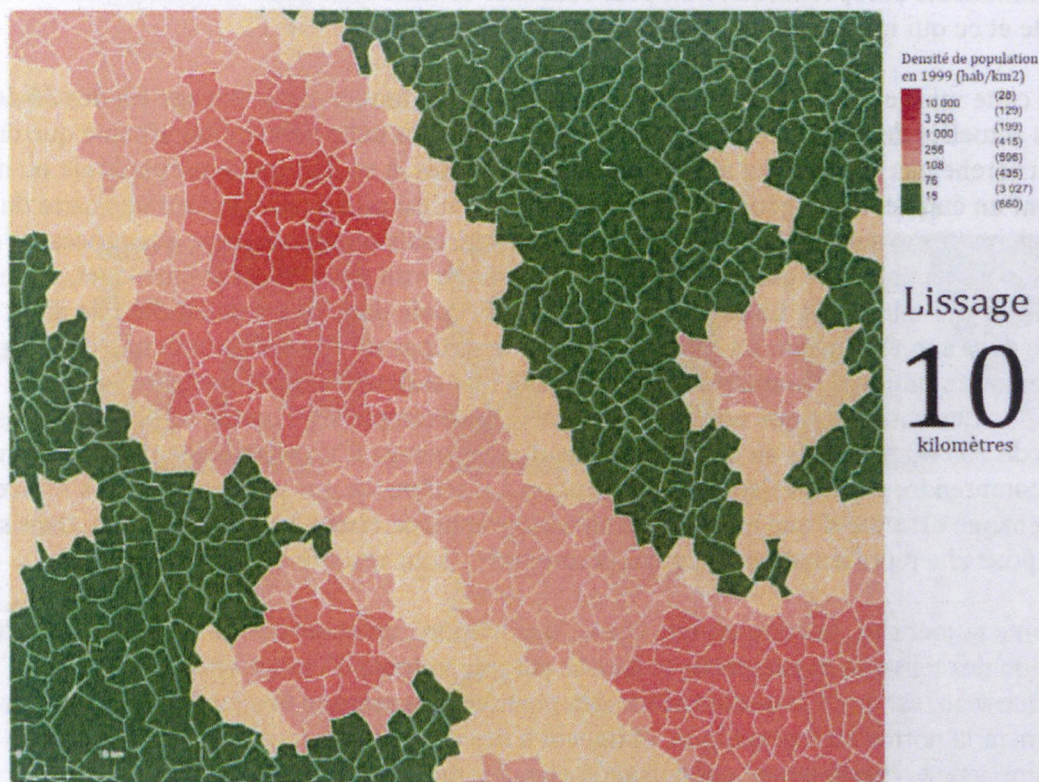 Densité de population
en 1999 (hab/km2)
10 000 (28)
3 500 (129)
1 000 (199)
256 (415)
108 (696)
76 (435)
15 (3 027)
(660)
Lissage
10
kilomètres